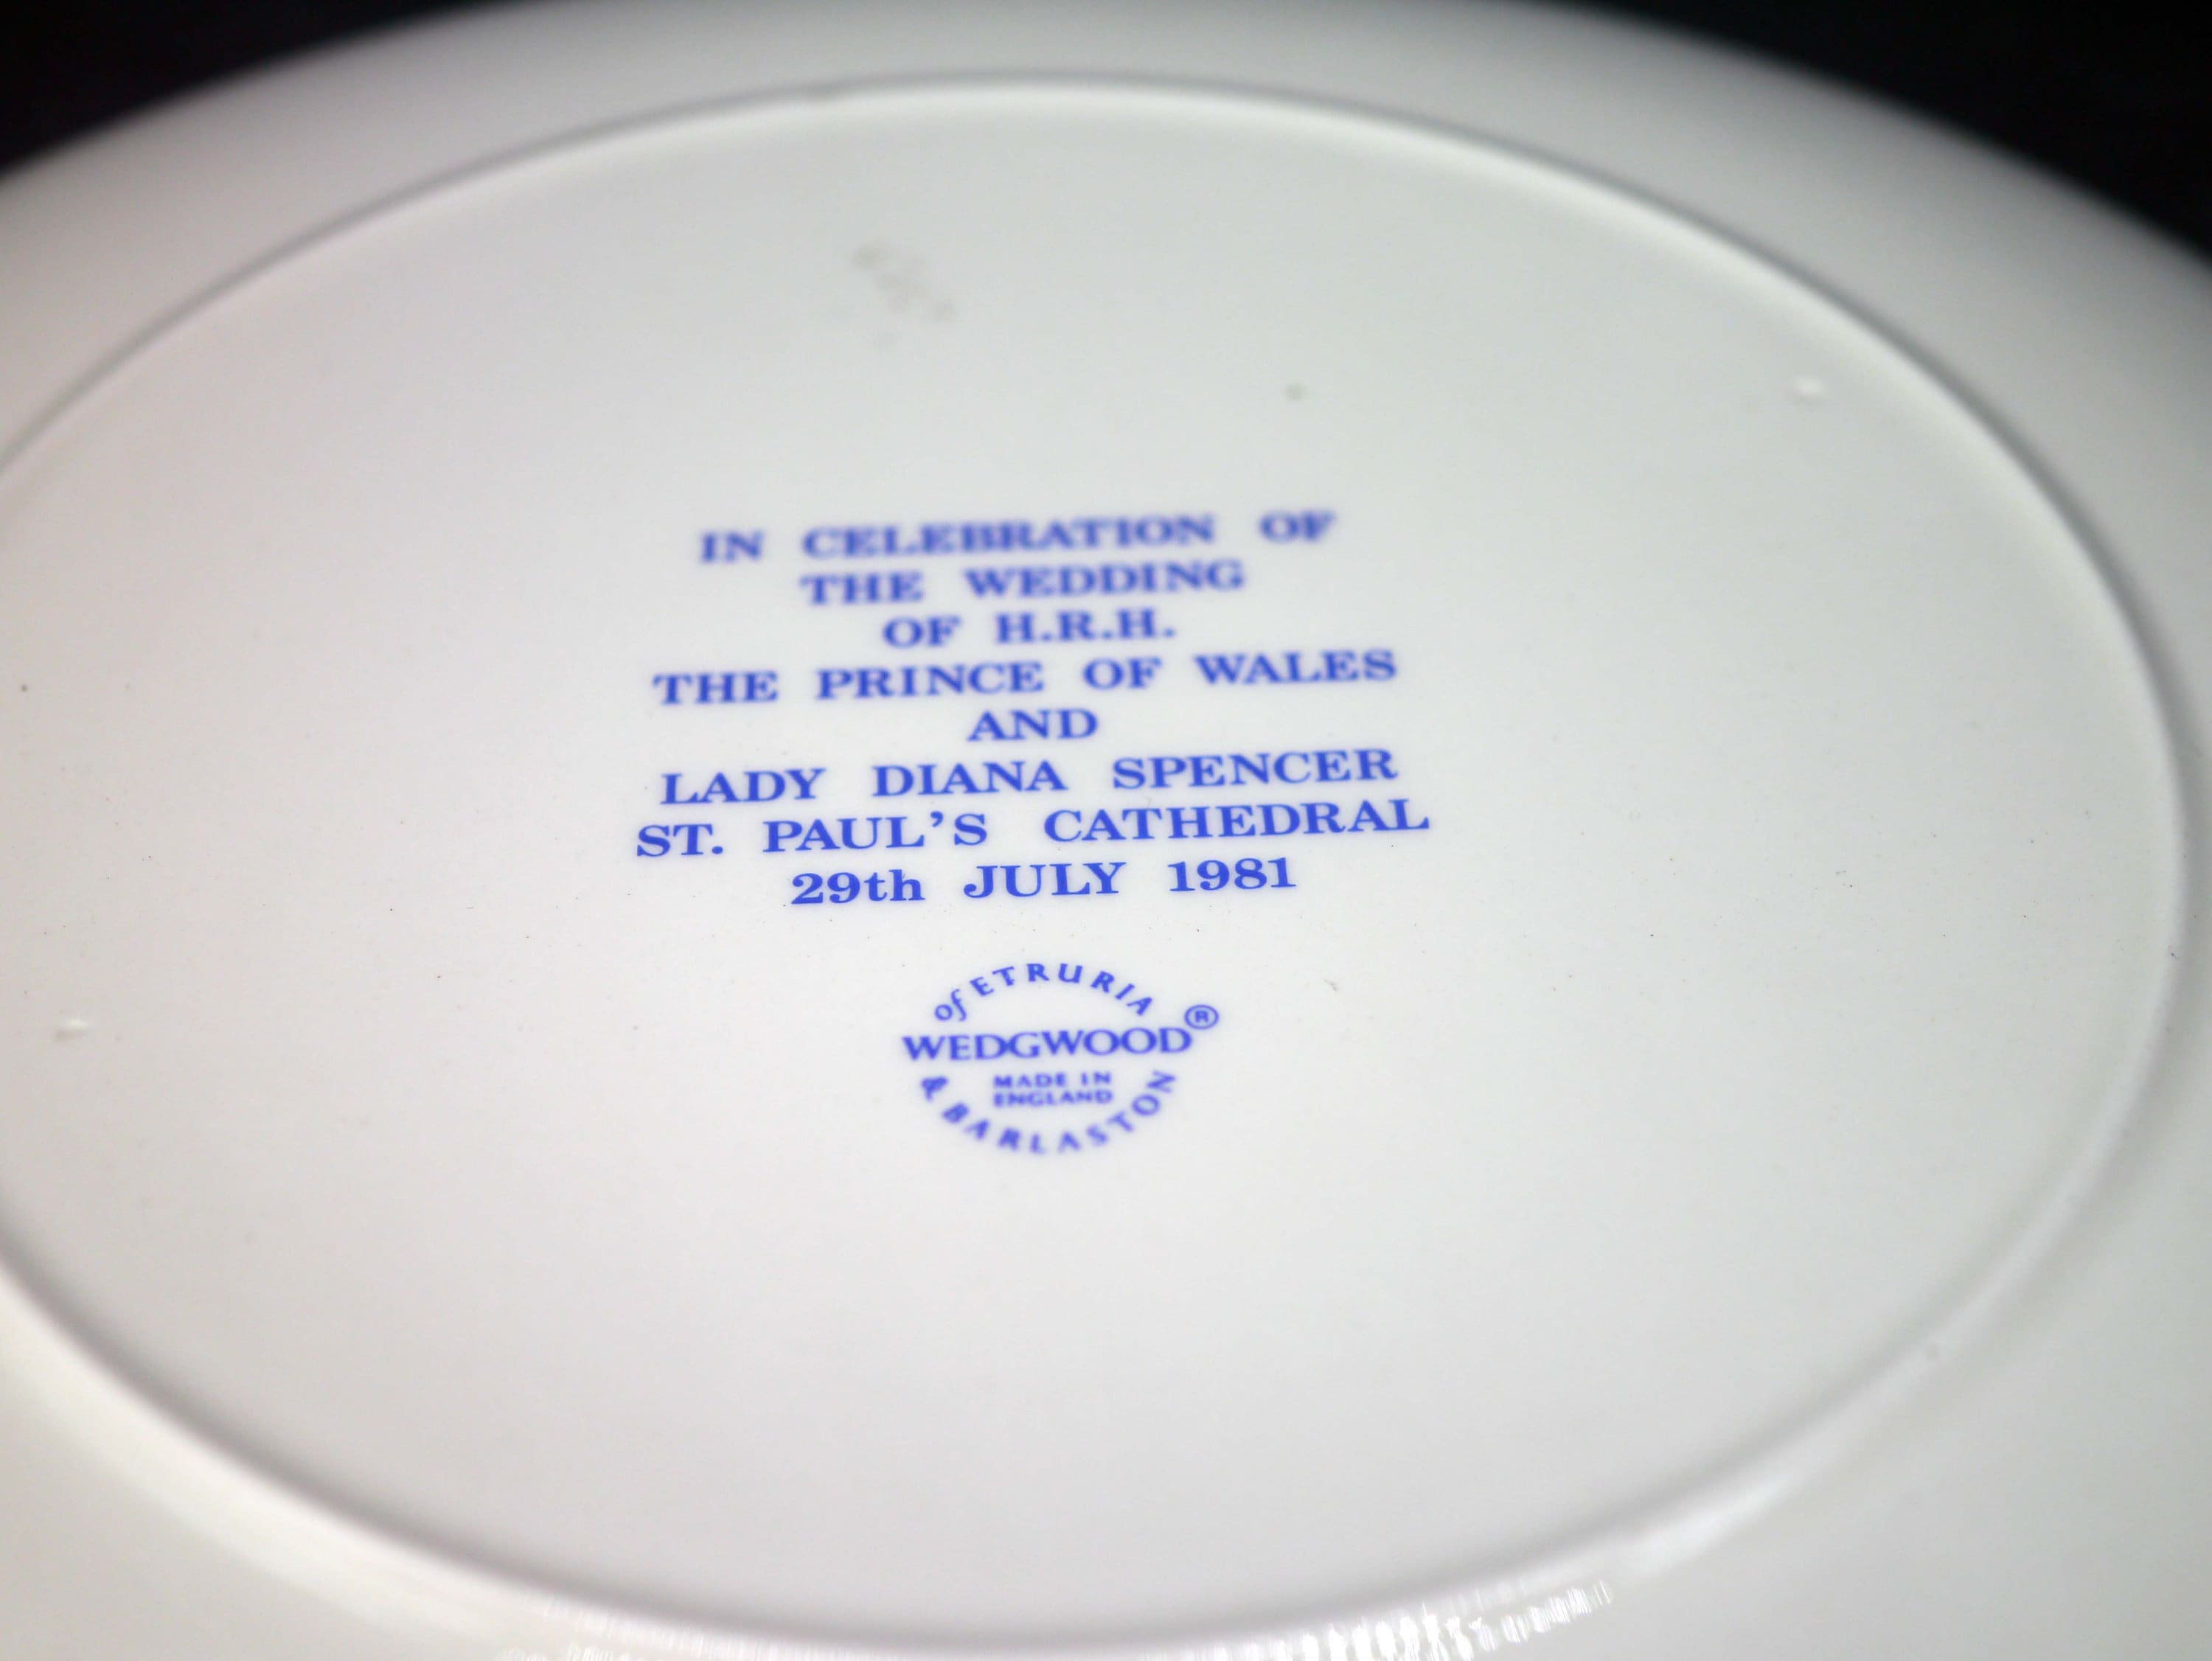 IN CELEBRATION OF
THE WEDDING
OF H.R.H.
THE PRINCE OF WALES
AND
LADY DIANA SPENCER
ST. PAUL'S CATHEDRAL
29th JULY 1981
of ETRURIA
WEDGWOOD®
MADE IN
ENGLAND
& BARLASTON